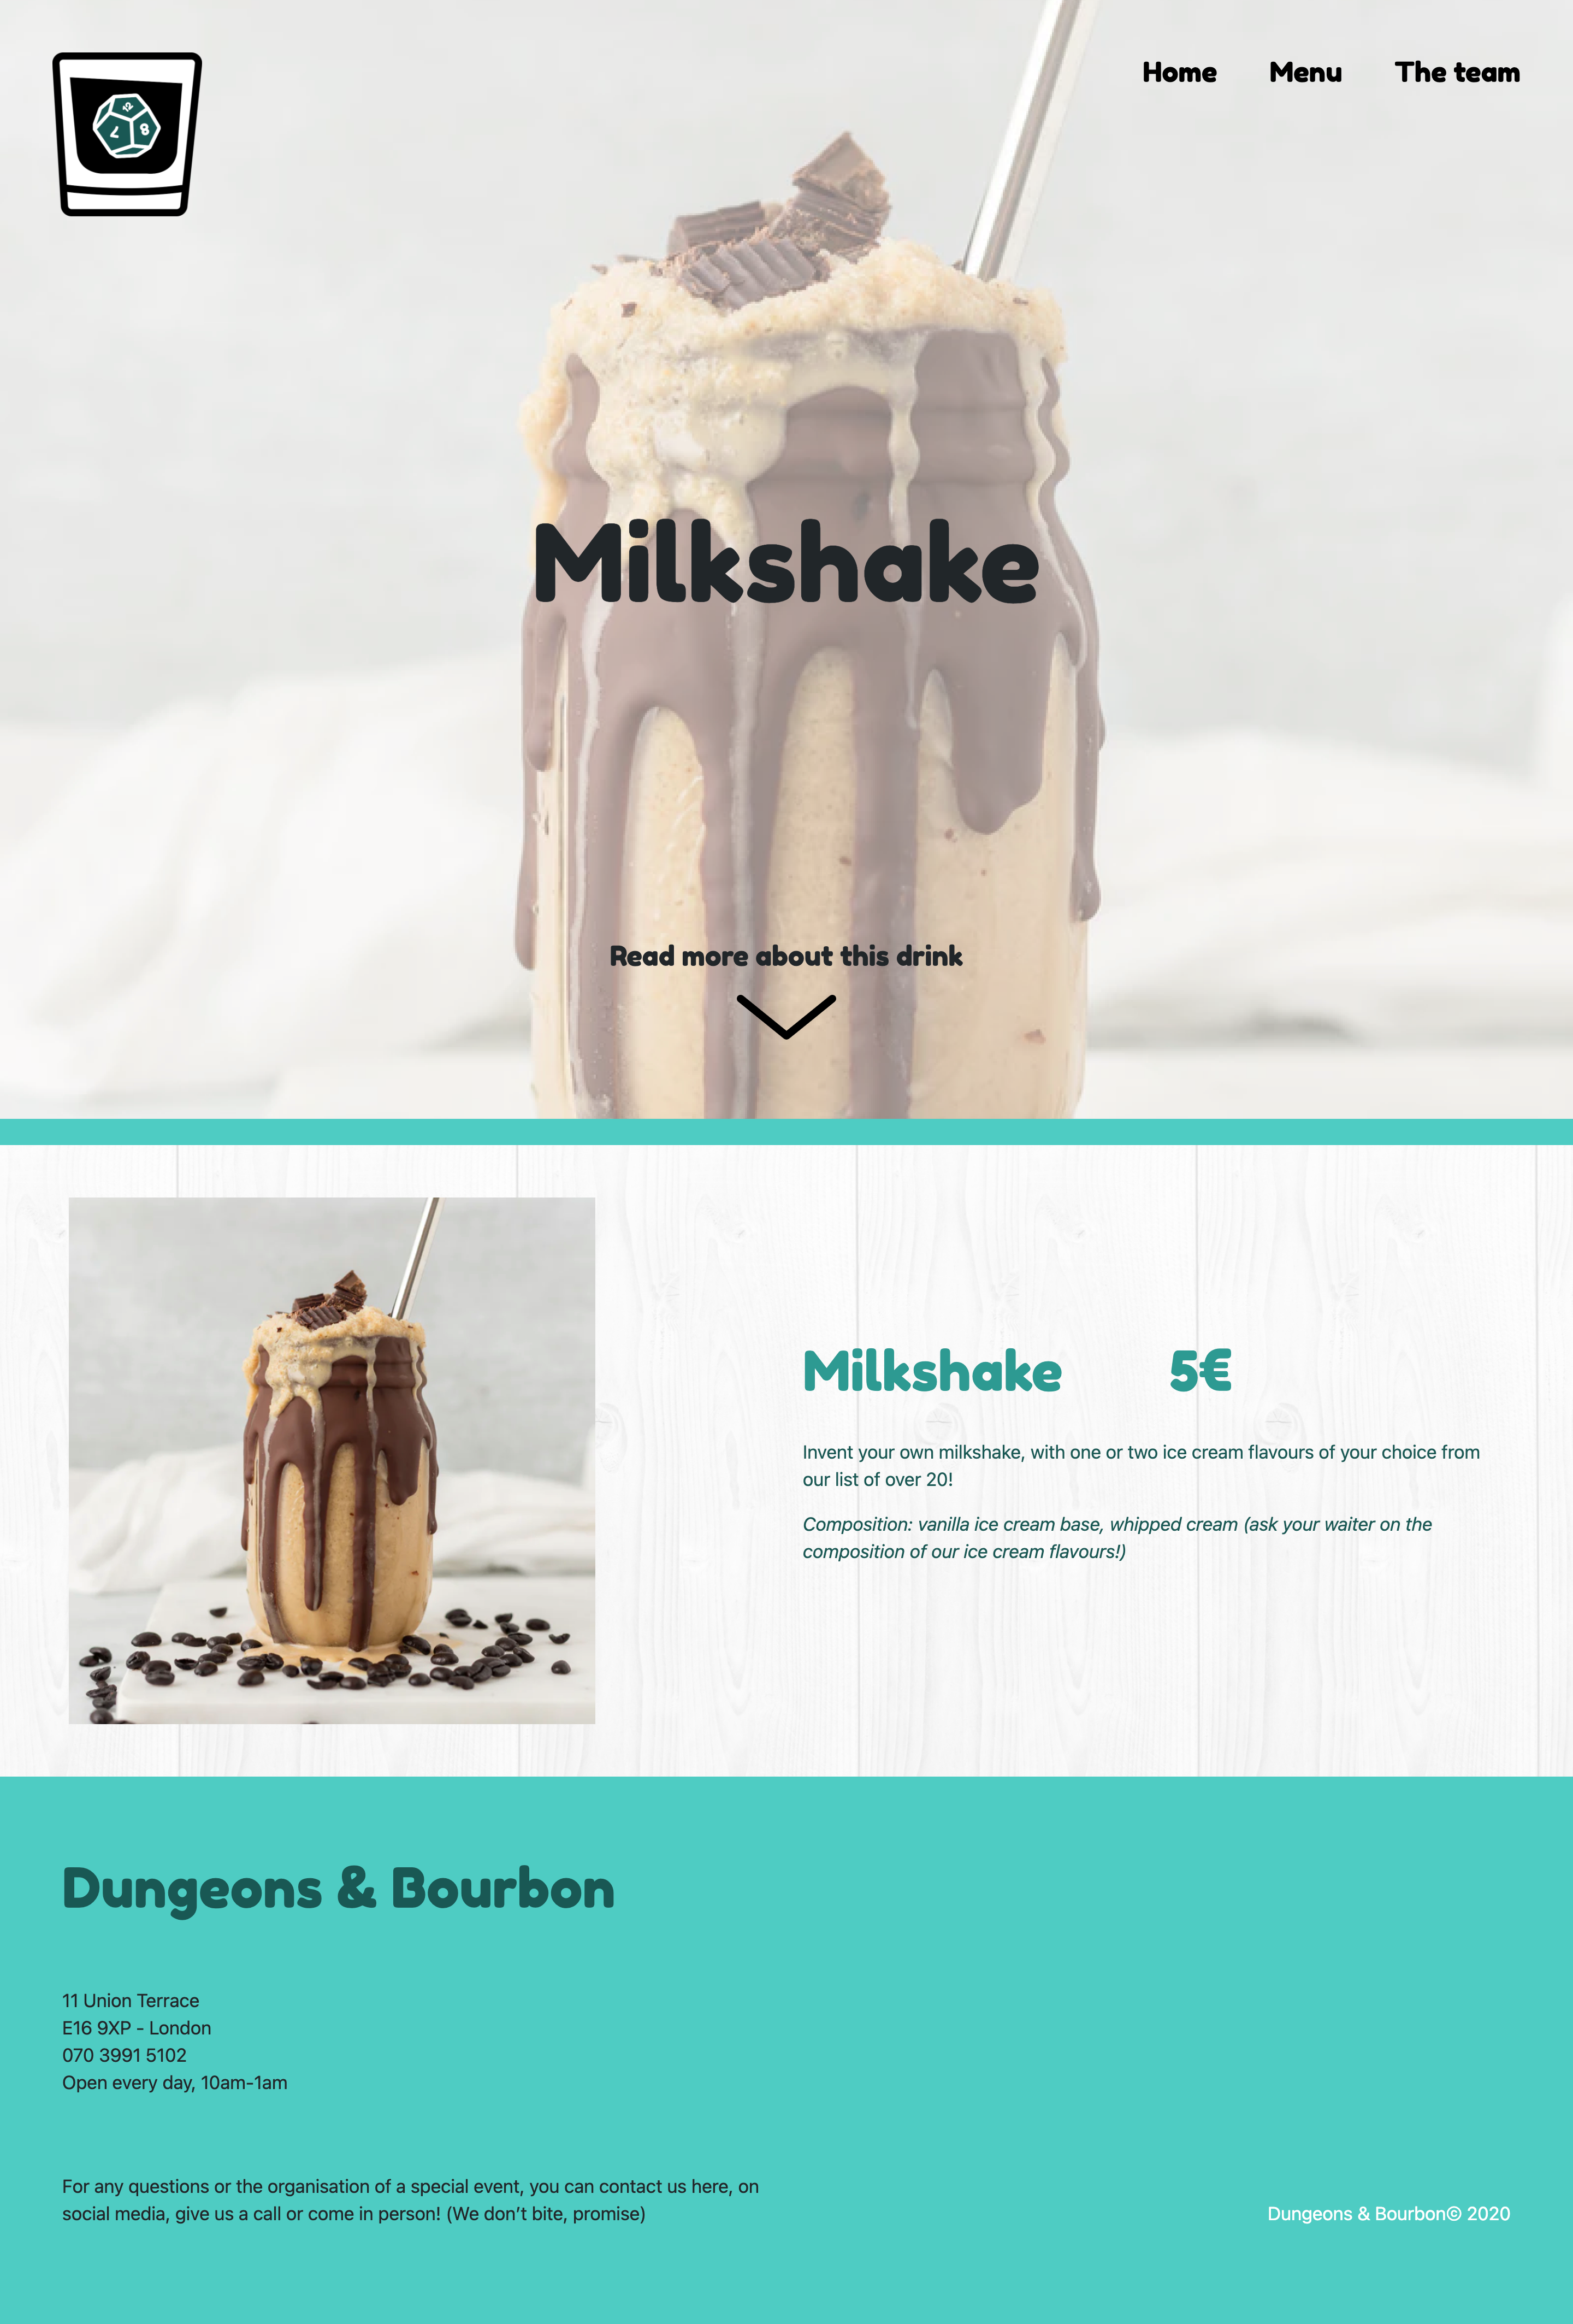 Home Menu The team
12
7 8
Milkshake
Read more about this drink
Milkshake 5€
Invent your own milkshake, with one or two ice cream flavours of your choice from
our list of over 20!
Composition: vanilla ice cream base, whipped cream (ask your waiter on the
composition of our ice cream flavours!)
Dungeons & Bourbon
11 Union Terrace
E16 9XP - London
070 3991 5102
Open every day, 10am-1am
For any questions or the organisation of a special event, you can contact us here, on
social media, give us a call or come in person! (We don’t bite, promise)
Dungeons & Bourbon© 2020